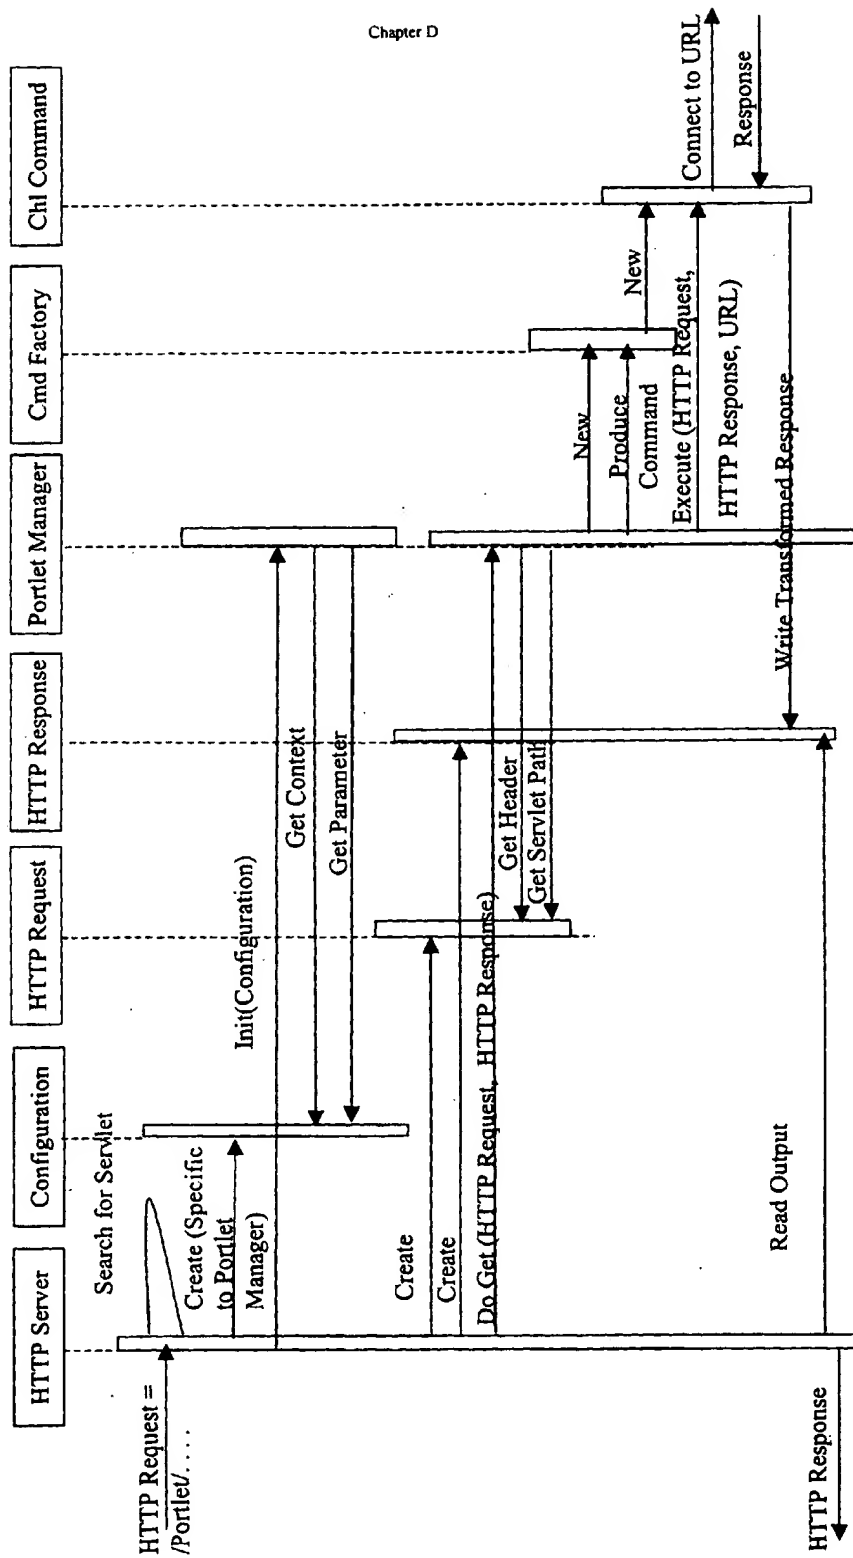 Chapter D
HTTP Server
Configuration
HTTP Request
HTTP Response
Portlet Manager
Cmd Factory
Chl Command
HTTP Request =
/Portlet/. . . .
Search for Servlet
Create (Specific
to Portlet
Manager)
Init(Configuration)
Get Context
Get Parameter
Create
Create
Do Get (HTTP Request, HTTP Response)
Get Header
Get Servlet Path
New
Produce
Command
New
Execute (HTTP Request,
HTTP Response, URL)
Connect to URL
Response
Write Transformed Response
Read Output
HTTP Response